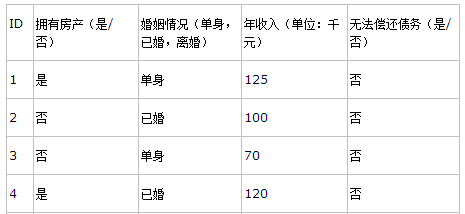 ID 拥有房产（是/否） 婚姻情况（单身，已婚，离婚） 年收入（单位：千元） 无法偿还债务（是/否）
1 是 单身 125 否
2 否 已婚 100 否
3 否 单身 70 否
4 是 已婚 120 否